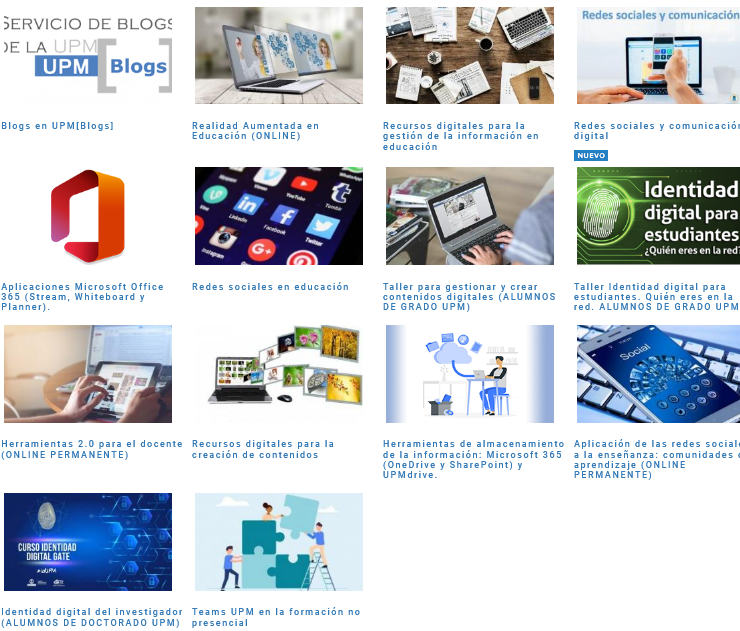 SERVICIO DE BLOGS
DE LA UPM
UPM Blogs
Redes sociales y comunicación
Blogs en UPM[Blogs]
Realidad Aumentada en
Educación (ONLINE)
Recursos digitales para la
gestión de la información en
educación
Redes sociales y comunicación
digital
NUEVO
LinkedIn
Facebook
Twitter
YouTube
Tumblr
Instagram
Identidad
digital para
estudiantes
¿Quién eres en la red?
Aplicaciones Microsoft Office
365 (Stream, Whiteboard y
Planner).
Redes sociales en educación
Taller para gestionar y crear
contenidos digitales (ALUMNOS
DE GRADO UPM)
Taller Identidad digital para
estudiantes. Quién eres en la
red. ALUMNOS DE GRADO UPM
Social
Herramientas 2.0 para el docente
(ONLINE PERMANENTE)
Recursos digitales para la
creación de contenidos
Herramientas de almacenamiento
de la información: Microsoft 365
(OneDrive y SharePoint) y
UPMdrive.
Aplicación de las redes sociale
a la enseñanza: comunidades
aprendizaje (ONLINE
PERMANENTE)
CURSO IDENTIDAD
DIGITAL GATE
Identidad digital del investigador
(ALUMNOS DE DOCTORADO UPM)
Teams UPM en la formación no
presencial